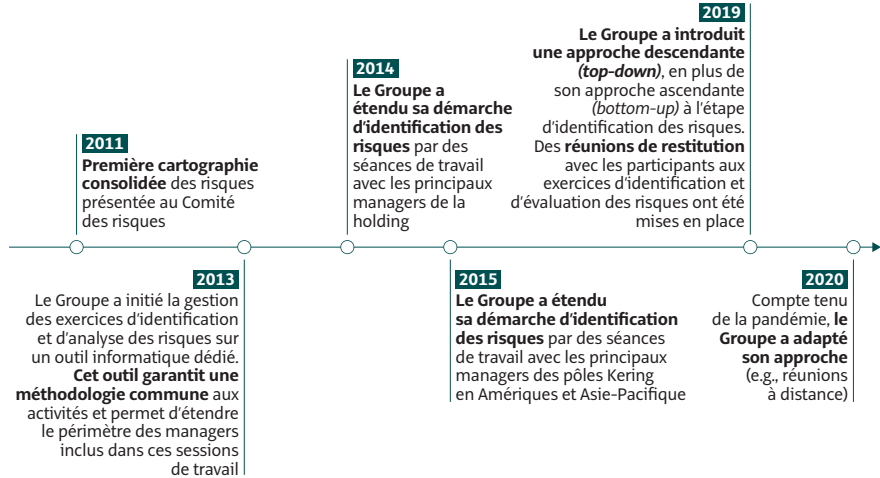 2011
Première cartographie
consolidée des risques
présentée au Comité
des risques
2013
Le Groupe a initié la gestion
des exercices d'identification
et d'analyse des risques sur
un outil informatique dédié.
Cet outil garantit une
méthodologie commune aux
activités et permet d'étendre
le périmètre des managers
inclus dans ces sessions
de travail
2014
Le Groupe a
étendu sa démarche
d'identification des
risques par des
séances de travail
avec les principaux
managers de la
holding
2015
Le Groupe a étendu
sa démarche d'identification
des risques par des séances
de travail avec les principaux
managers des pôles Kering
en Amériques et Asie-Pacifique
2019
Le Groupe a introduit
une approche descendante
(top-down), en plus de
son approche ascendante
(bottom-up) à l'étape
d'identification des risques.
Des réunions de restitution
avec les participants aux
exercices d'identification et
d'évaluation des risques ont été
mises en place
2020
Compte tenu
de la pandémie, le
Groupe a adapté
son approche
(e.g., réunions
à distance)